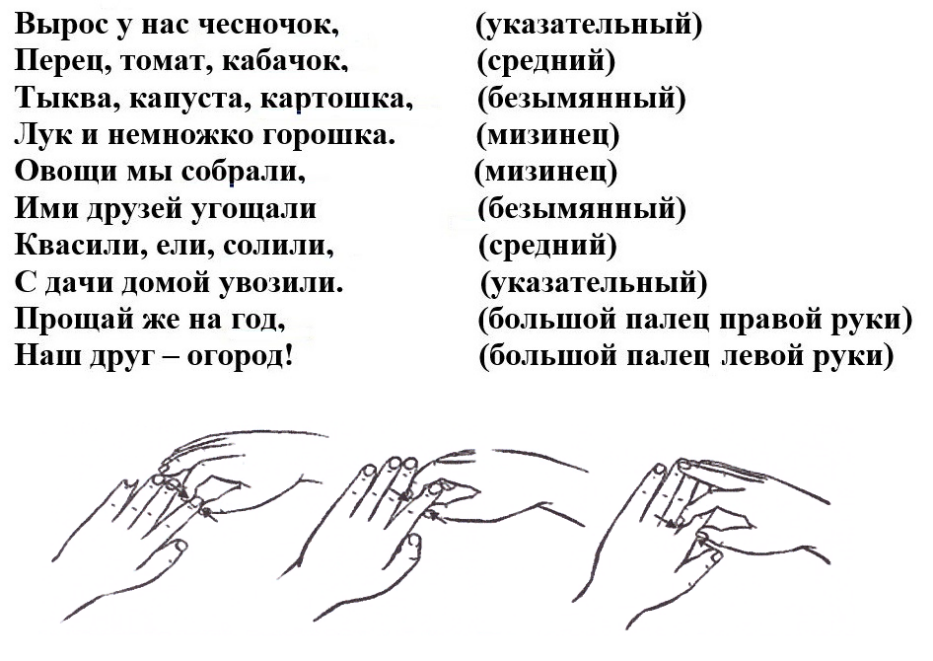 Вырос у нас чесночок, (указательный)
Перец, томат, кабачок, (средний)
Тыква, капуста, картошка, (безымянный)
Лук и немножко горошка. (мизинец)
Овощи мы собрали, (мизинец)
Ими друзей угощали (безымянный)
Квасили, ели, солили, (средний)
С дачи домой увозили. (указательный)
Прощай же на год, (большой палец правой руки)
Наш друг – огород! (большой палец левой руки)